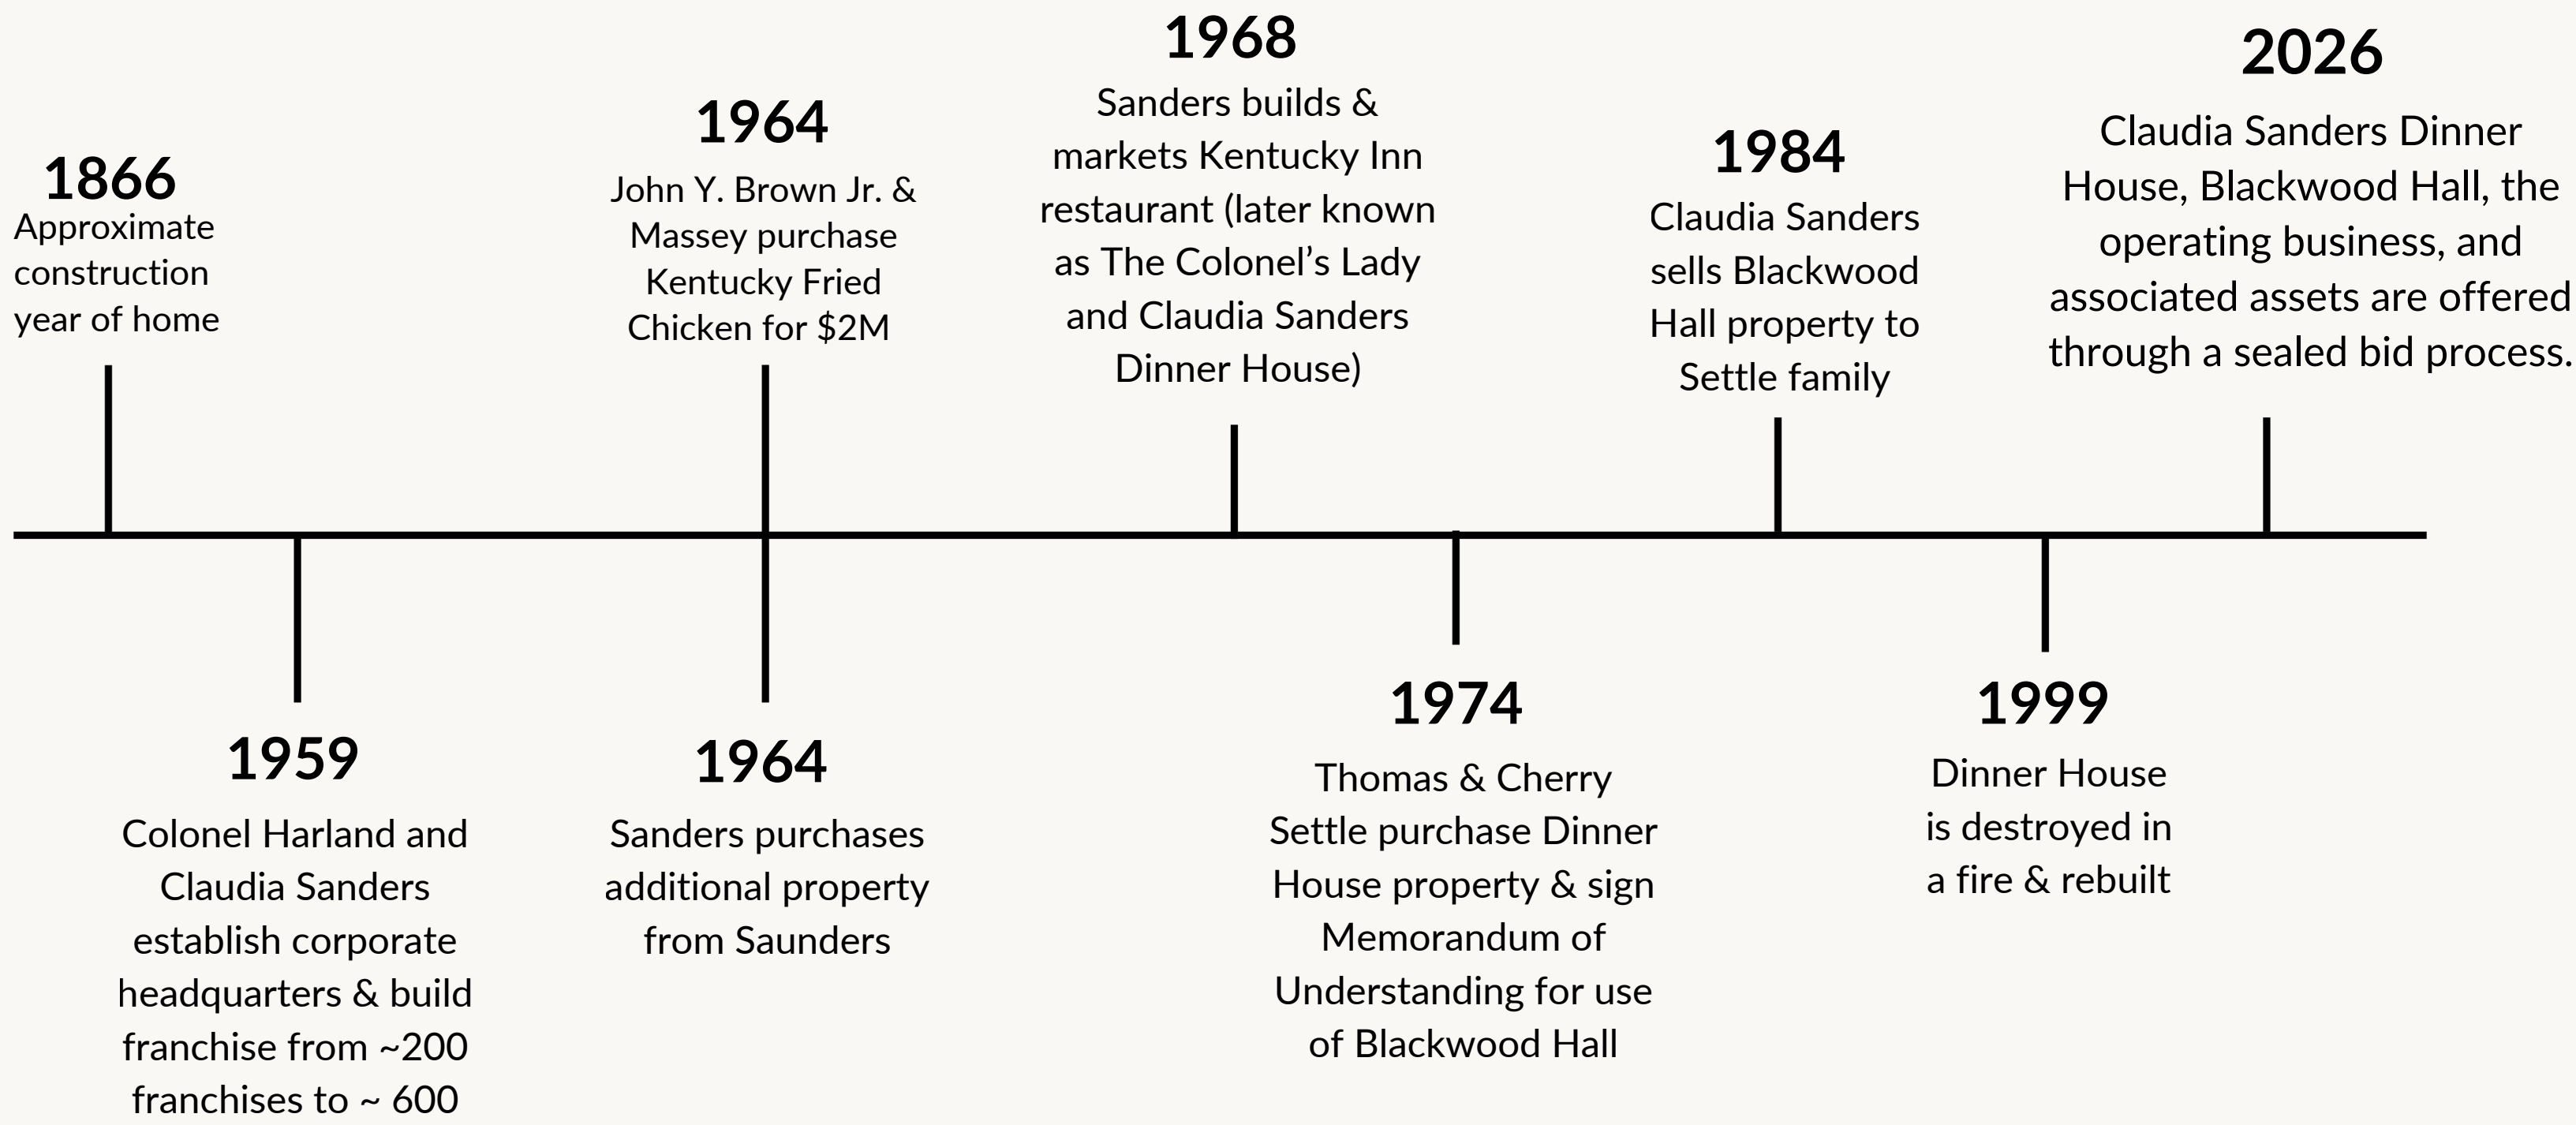 1866
Approximate
construction
year of home
1959
Colonel Harland and
Claudia Sanders
establish corporate
headquarters & build
franchise from ~200
franchises to ~ 600
1964
John Y. Brown Jr. &
Massey purchase
Kentucky Fried
Chicken for $2M
1964
Sanders purchases
additional property
from Saunders
1968
Sanders builds &
markets Kentucky Inn
restaurant (later known
as The Colonel’s Lady
and Claudia Sanders
Dinner House)
1974
Thomas & Cherry
Settle purchase Dinner
House property & sign
Memorandum of
Understanding for use
of Blackwood Hall
1984
Claudia Sanders
sells Blackwood
Hall property to
Settle family
1999
Dinner House
is destroyed in
a fire & rebuilt
2026
Claudia Sanders Dinner
House, Blackwood Hall, the
operating business, and
associated assets are offered
through a sealed bid process.